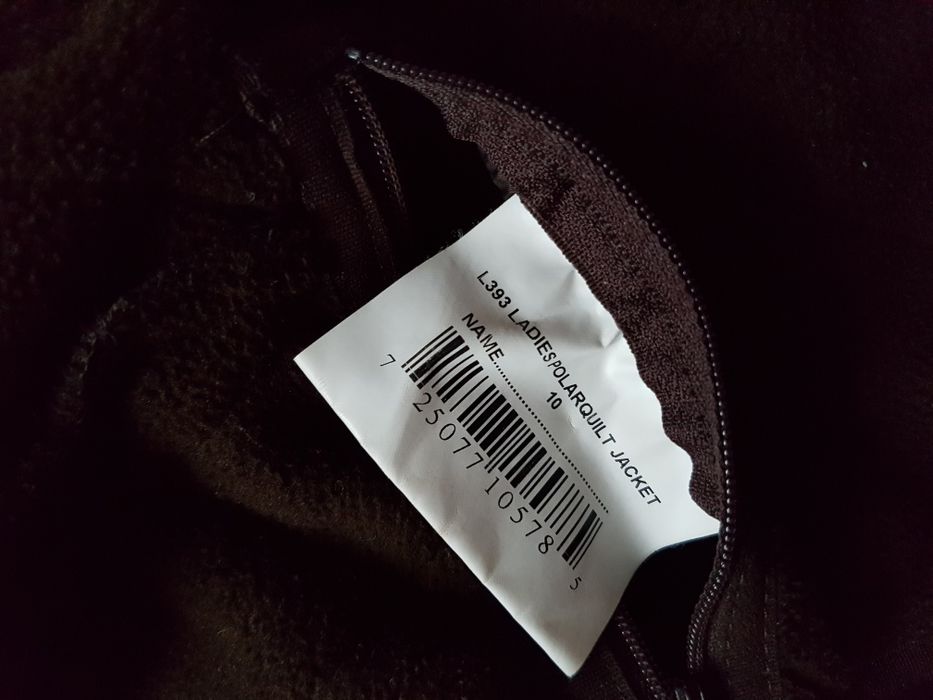 L393 LADIESPOLARQUILT JACKET
10
NAME................................
7 25077 10578 5